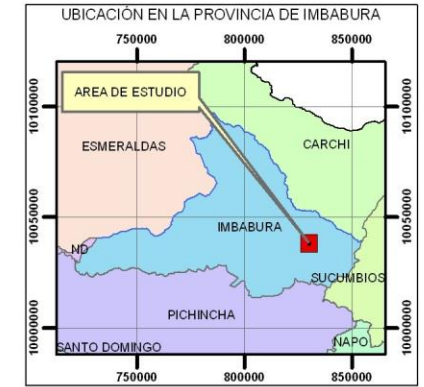 UBICACIÓN EN LA PROVINCIA DE IMBABURA
750000 800000 850000
10100000 10100000
AREA DE ESTUDIO
ESMERALDAS CARCHI
10050000 10050000
IMBABURA
ND
SUCUMBIOS
PICHINCHA
10000000 10000000
SANTO DOMINGO NAPO
750000 800000 850000